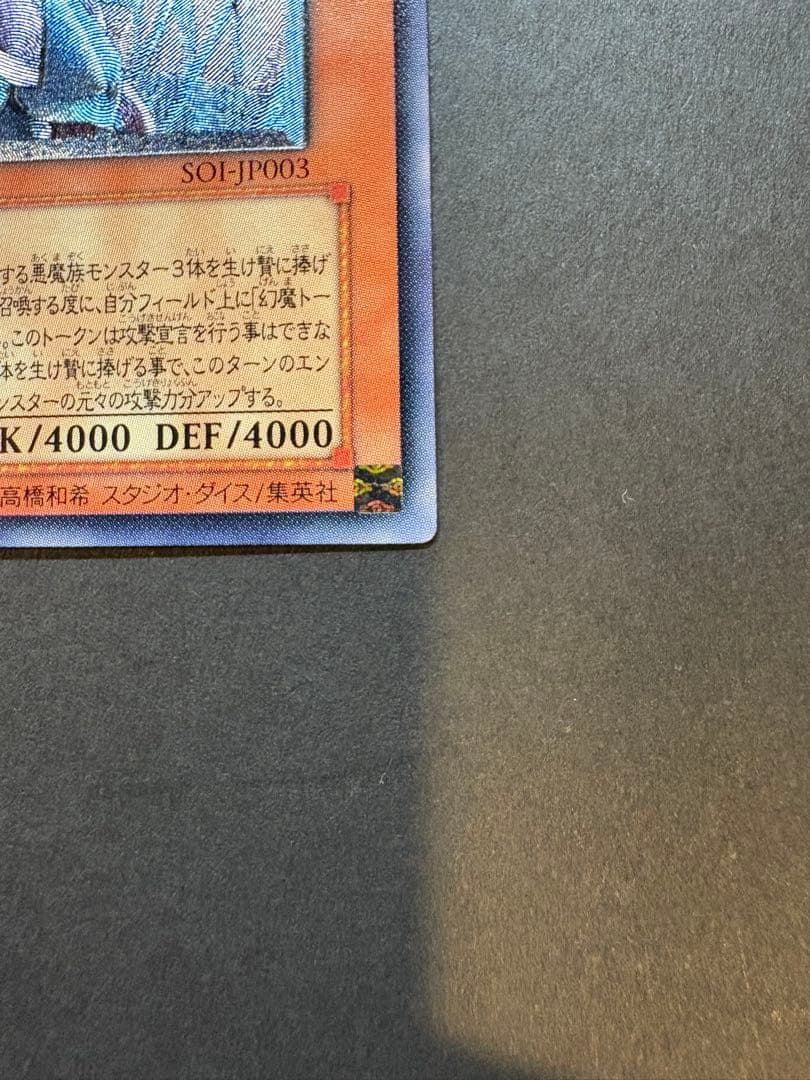 SOI-JP003
する悪魔族モンスター3体を生け贄に捧げ
召喚する度に、自分フィールド上に「幻魔トー
。このトークンは攻撃宣言を行う事はできな
体を生け贄に捧げる事で、このターンのエン
ンスターの元々の攻撃力分アップする。
K/4000 DEF/4000
高橋和希 スタジオ・ダイス/集英社